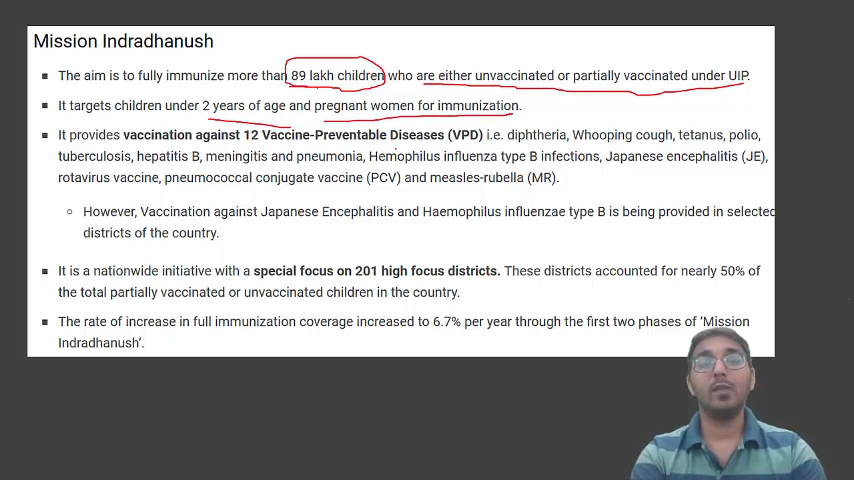 Mission Indradhanush
The aim is to fully immunize more than 89 lakh children who are either unvaccinated or partially vaccinated under UIP.
It targets children under 2 years of age and pregnant women for immunization.
It provides vaccination against 12 Vaccine-Preventable Diseases (VPD) i.e. diphtheria, Whooping cough, tetanus, polio,
tuberculosis, hepatitis B, meningitis and pneumonia, Hemophilus influenza type B infections, Japanese encephalitis (JE),
rotavirus vaccine, pneumococcal conjugate vaccine (PCV) and measles-rubella (MR).
However, Vaccination against Japanese Encephalitis and Haemophilus influenzae type B is being provided in selected
districts of the country.
It is a nationwide initiative with a special focus on 201 high focus districts. These districts accounted for nearly 50% of
the total partially vaccinated or unvaccinated children in the country.
The rate of increase in full immunization coverage increased to 6.7% per year through the first two phases of ‘Mission
Indradhanush’.